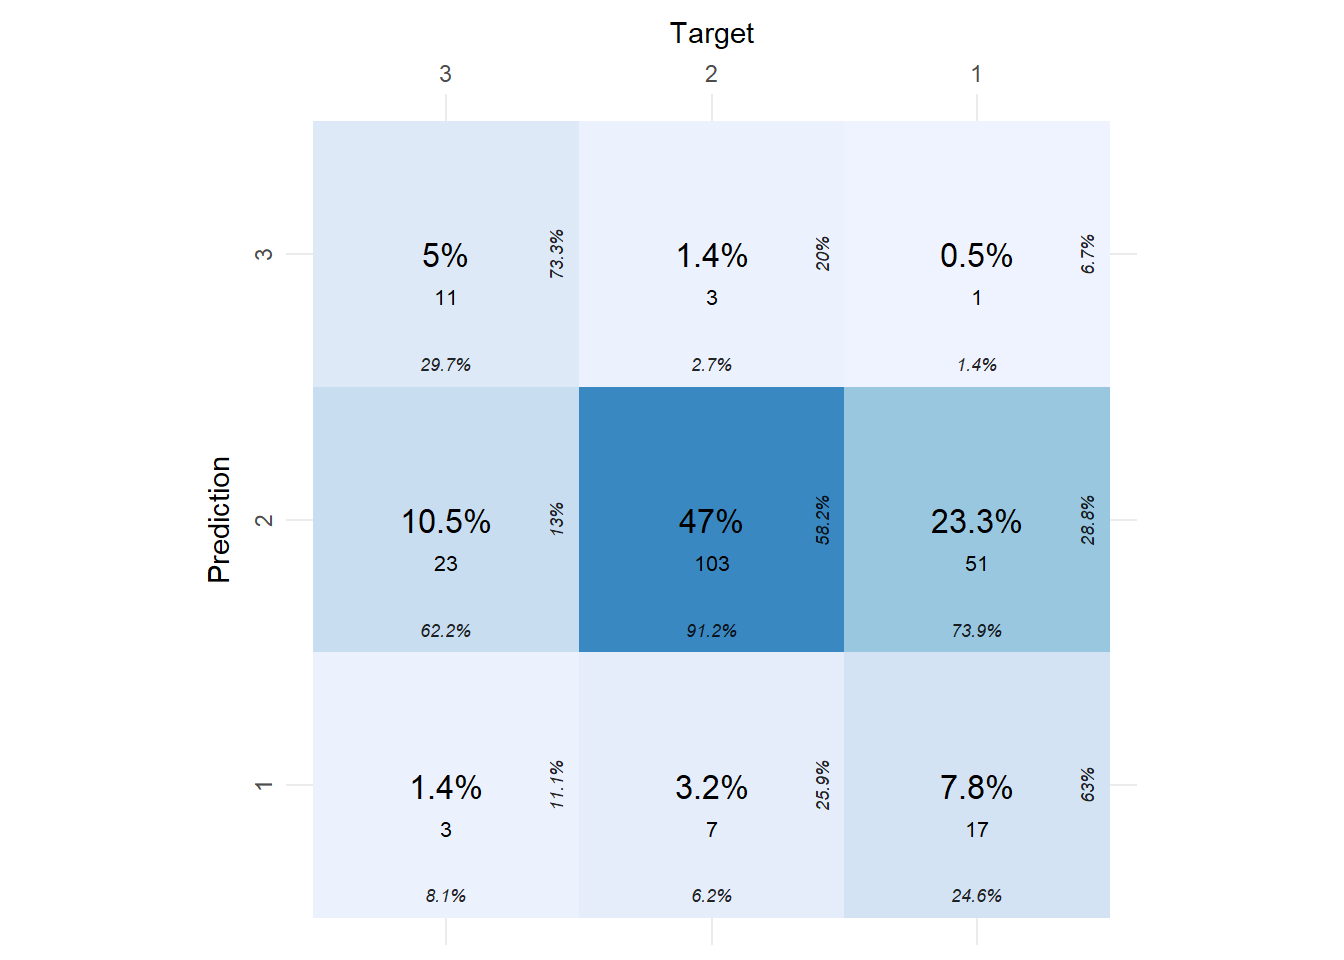 Target
3 2 1
3
5% 73.3% 1.4% 20% 0.5% 6.7%
11 3 1
29.7% 2.7% 1.4%
Prediction
2
10.5% 13% 47% 58.2% 23.3% 28.8%
23 103 51
62.2% 91.2% 73.9%
1
1.4% 11.1% 3.2% 25.9% 7.8% 63%
3 7 17
8.1% 6.2% 24.6%